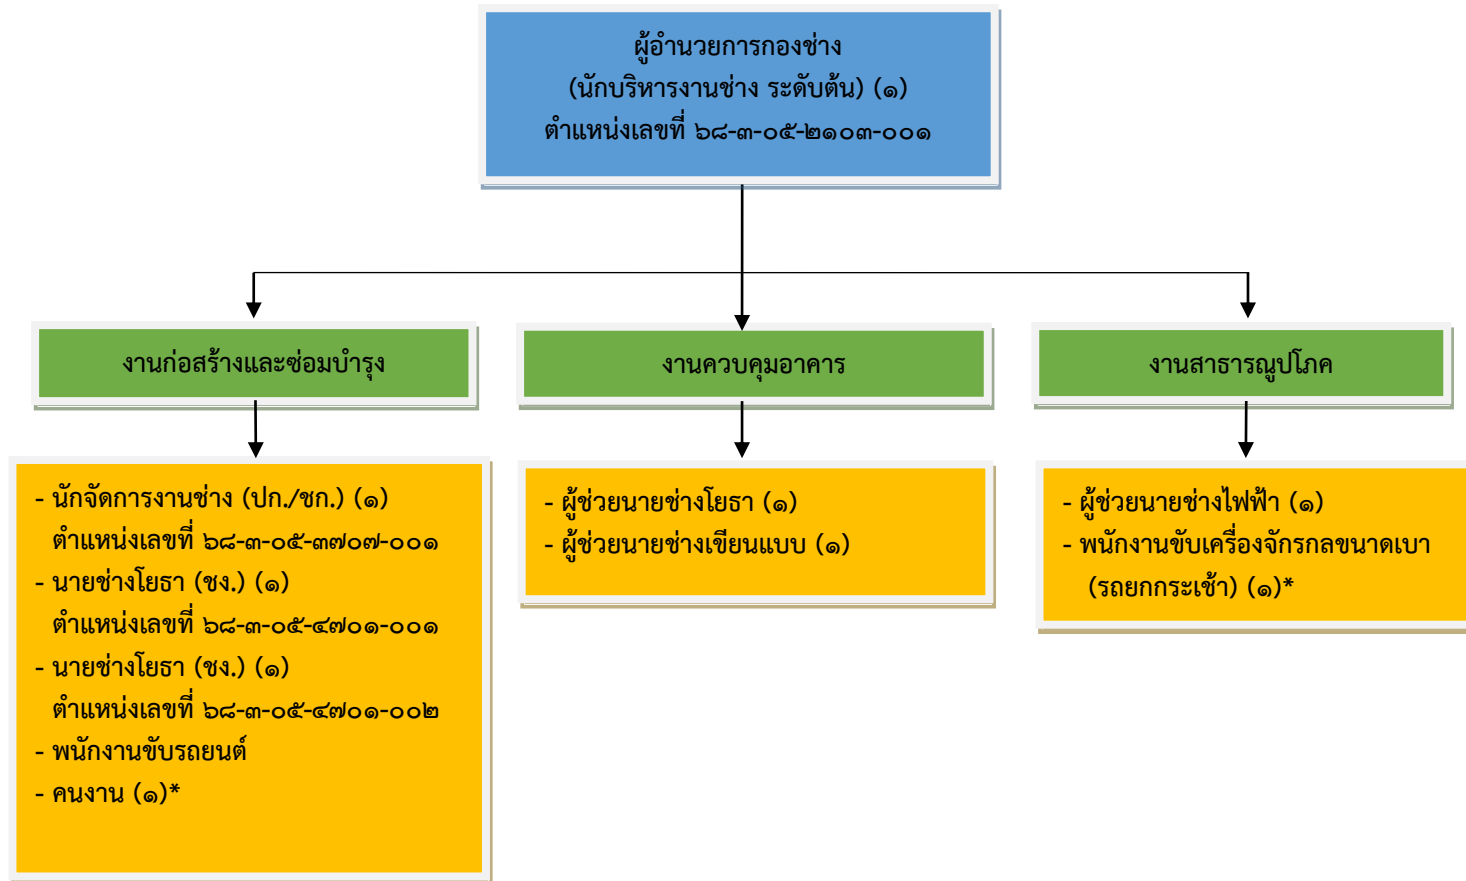 ผู้อำนวยการกองช่าง
(นักบริหารงานช่าง ระดับต้น) (๑)
ตำแหน่งเลขที่ ๖๘-๓-๐๕-๒๑๐๓-๐๐๑
งานก่อสร้างและซ่อมบำรุง
- นักจัดการงานช่าง (ปก./ชก.) (๑)
ตำแหน่งเลขที่ ๖๘-๓-๐๕-๓๗๐๗-๐๐๑
- นายช่างโยธา (ชง.) (๑)
ตำแหน่งเลขที่ ๖๘-๓-๐๕-๔๗๐๑-๐๐๑
- นายช่างโยธา (ชง.) (๑)
ตำแหน่งเลขที่ ๖๘-๓-๐๕-๔๗๐๑-๐๐๒
- พนักงานขับรถยนต์
- คนงาน (๑)*
งานควบคุมอาคาร
- ผู้ช่วยนายช่างโยธา (๑)
- ผู้ช่วยนายช่างเขียนแบบ (๑)
งานสาธารณูปโภค
- ผู้ช่วยนายช่างไฟฟ้า (๑)
- พนักงานขับเครื่องจักรกลขนาดเบา
(รถยกกระเช้า) (๑)*